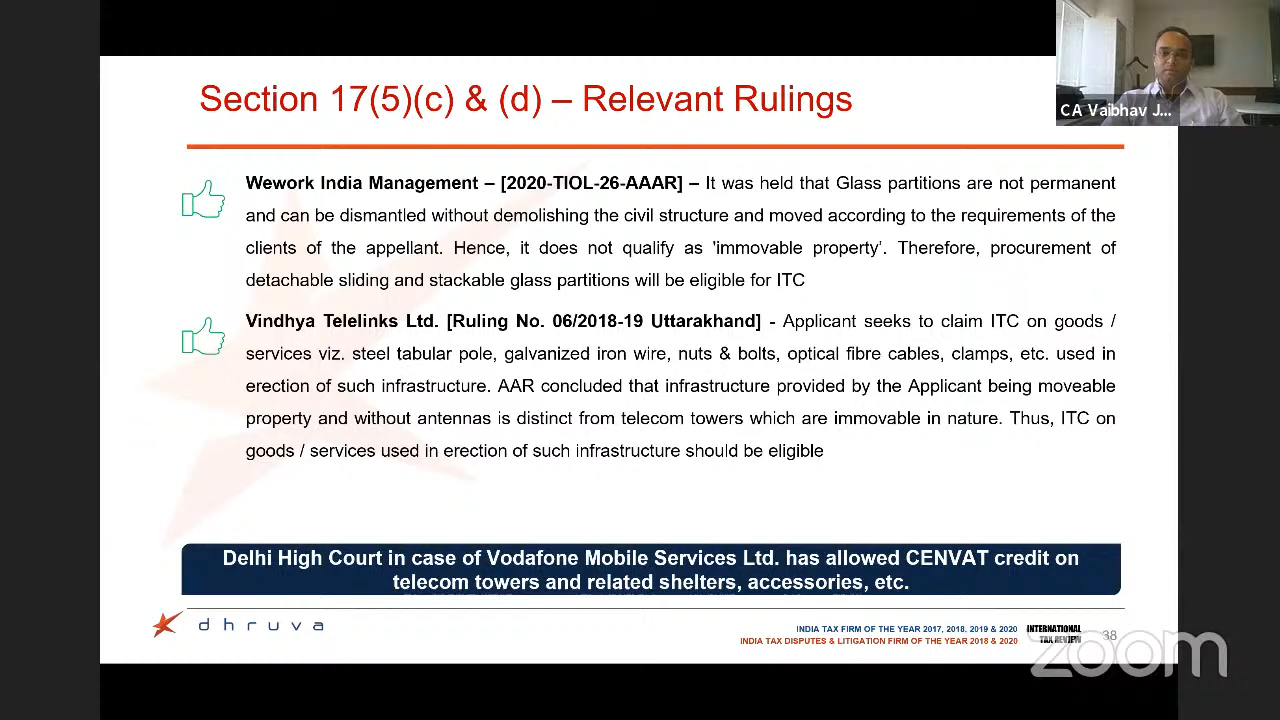 CA Vaibhav J...
Section 17(5)(c) & (d) – Relevant Rulings
Wework India Management – [2020-TIOL-26-AAAR] – It was held that Glass partitions are not permanent
and can be dismantled without demolishing the civil structure and moved according to the requirements of the
clients of the appellant. Hence, it does not qualify as 'immovable property'. Therefore, procurement of
detachable sliding and stackable glass partitions will be eligible for ITC
Vindhya Telelinks Ltd. [Ruling No. 06/2018-19 Uttarakhand] - Applicant seeks to claim ITC on goods /
services viz. steel tabular pole, galvanized iron wire, nuts & bolts, optical fibre cables, clamps, etc. used in
erection of such infrastructure. AAR concluded that infrastructure provided by the Applicant being moveable
property and without antennas is distinct from telecom towers which are immovable in nature. Thus, ITC on
goods / services used in erection of such infrastructure should be eligible
Delhi High Court in case of Vodafone Mobile Services Ltd. has allowed CENVAT credit on
telecom towers and related shelters, accessories, etc.
dhruva
INDIA TAX FIRM OF THE YEAR 2017, 2018, 2019 & 2020
INDIA TAX DISPUTES & LITIGATION FIRM OF THE YEAR 2018 & 2020
INTERNATIONAL
TAX REVIEW
38
zoom